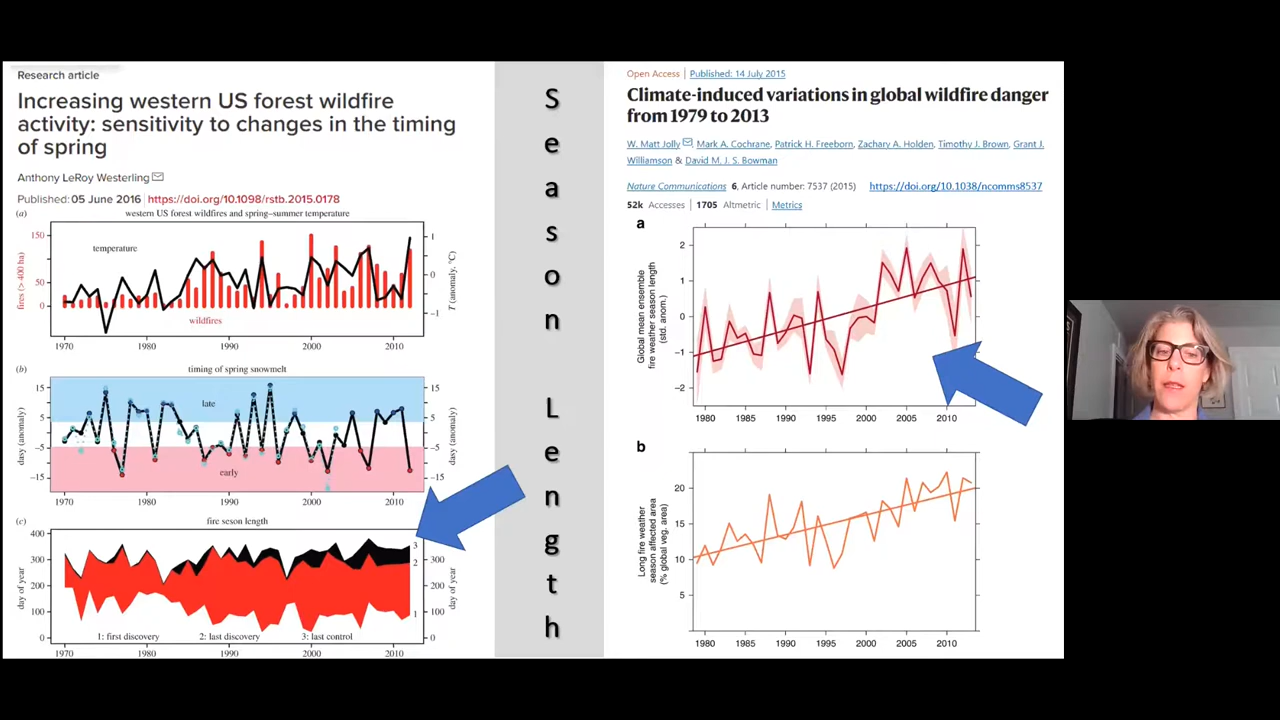 Research article
Increasing western US forest wildfire
activity: sensitivity to changes in the timing
of spring
Anthony LeRoy Westerling
Published: 05 June 2016 | https://doi.org/10.1098/rstb.2015.0178
(a) western US forest wildfires and spring–summer temperature
fires (> 400 ha)
150
50
0
temperature
wildfires
1
0
−1
T (anomaly, °C)
1970 1980 1990 2000 2010
(b) timing of spring snowmelt
dasy (anomaly)
15
5
−5
−15
late
early
15
5
−5
−15
dasy (anomaly)
1970 1980 1990 2000 2010
(c) fire seson length
day of year
400
300
200
100
0
3
2
1
300
200
100
0
day of year
1: first discovery 2: last discovery 3: last control
1970 1980 1990 2000 2010
S
e
a
s
o
n
L
e
n
g
t
h
Open Access | Published: 14 July 2015
Climate-induced variations in global wildfire danger
from 1979 to 2013
W. Matt Jolly, Mark A. Cochrane, Patrick H. Freeborn, Zachary A. Holden, Timothy J. Brown, Grant J.
Williamson & David M. J. S. Bowman
Nature Communications 6, Article number: 7537 (2015) https://doi.org/10.1038/ncomms8537
52k Accesses | 1705 Altmetric | Metrics
a
Global mean ensemble
fire weather season length
(std. anom.)
2
1
0
−1
−2
1980 1985 1990 1995 2000 2005 2010
b
Long fire weather
season affected area
(% global veg. area)
20
15
10
5
1980 1985 1990 1995 2000 2005 2010